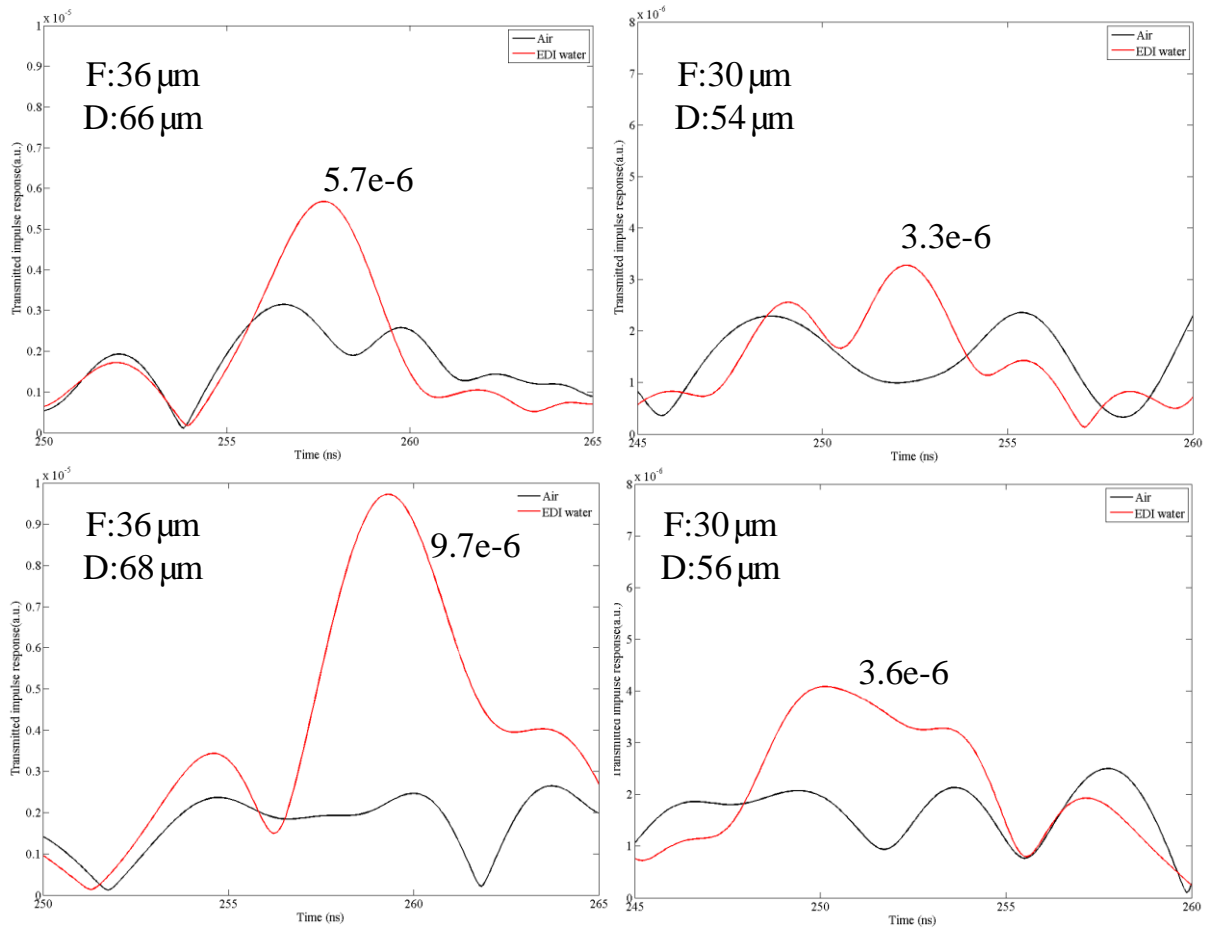 x 10^-5
1
0.9
0.8
0.7
0.6
0.5
0.4
0.3
0.2
0.1
0
250
255
260
265
Time (ns)
Transmitted impulse response(a.u.)
Air
EDI water
F:36 µm
D:66 µm
5.7e-6
x 10^-6
8
7
6
5
4
3
2
1
0
245
250
255
260
Time (ns)
Transmitted impulse response(a.u.)
Air
EDI water
F:30 µm
D:54 µm
3.3e-6
x 10^-5
1
0.9
0.8
0.7
0.6
0.5
0.4
0.3
0.2
0.1
0
250
255
260
265
Time (ns)
Transmitted impulse response(a.u.)
Air
EDI water
F:36 µm
D:68 µm
9.7e-6
x 10^-6
8
7
6
5
4
3
2
1
0
245
250
255
260
Time (ns)
Transmitted impulse response(a.u.)
Air
EDI water
F:30 µm
D:56 µm
3.6e-6